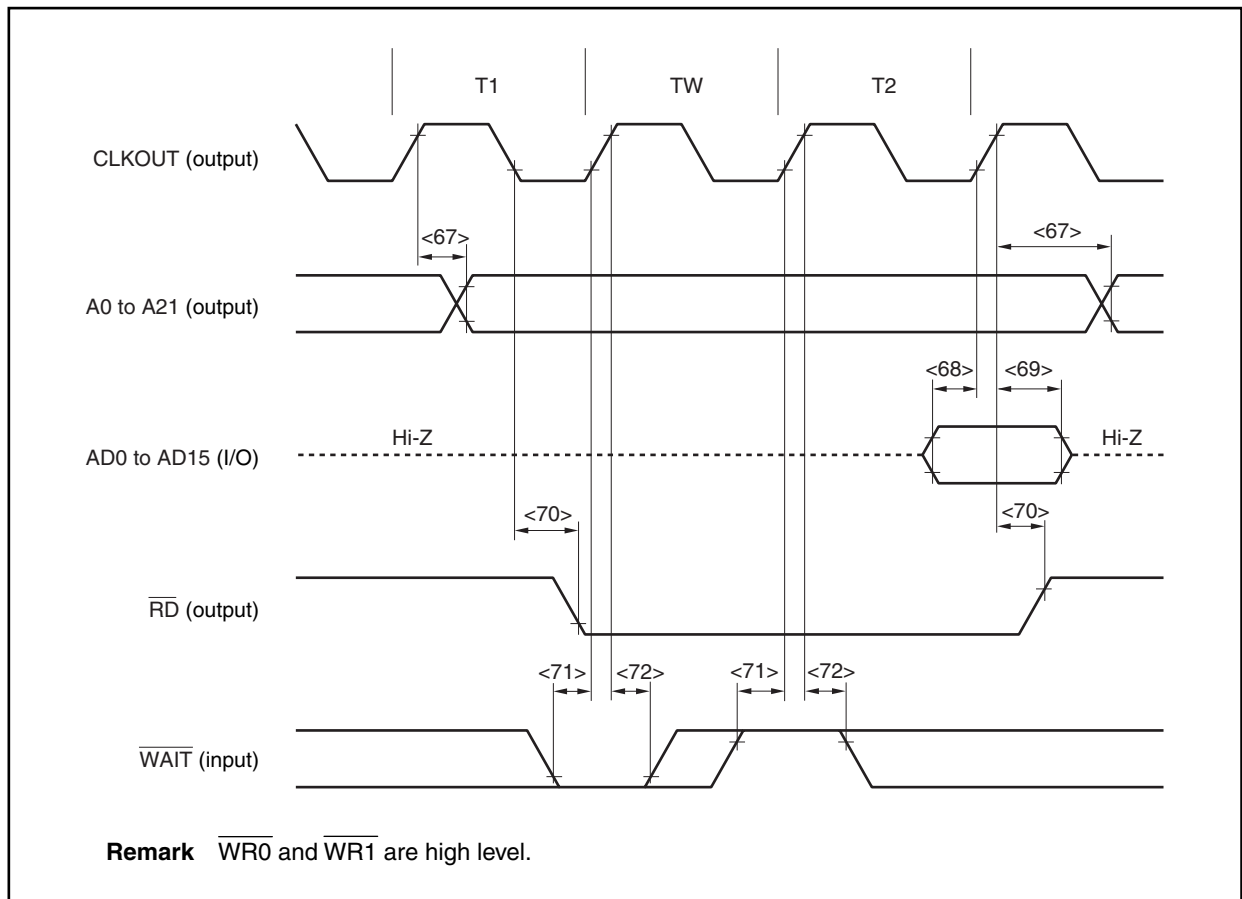 T1 TW T2
CLKOUT (output)
<67> <67>
A0 to A21 (output)
<68> <69>
Hi-Z Hi-Z
AD0 to AD15 (I/O)
<70> <70>
RD (output)
<71> <72> <71> <72>
WAIT (input)
Remark WR0 and WR1 are high level.